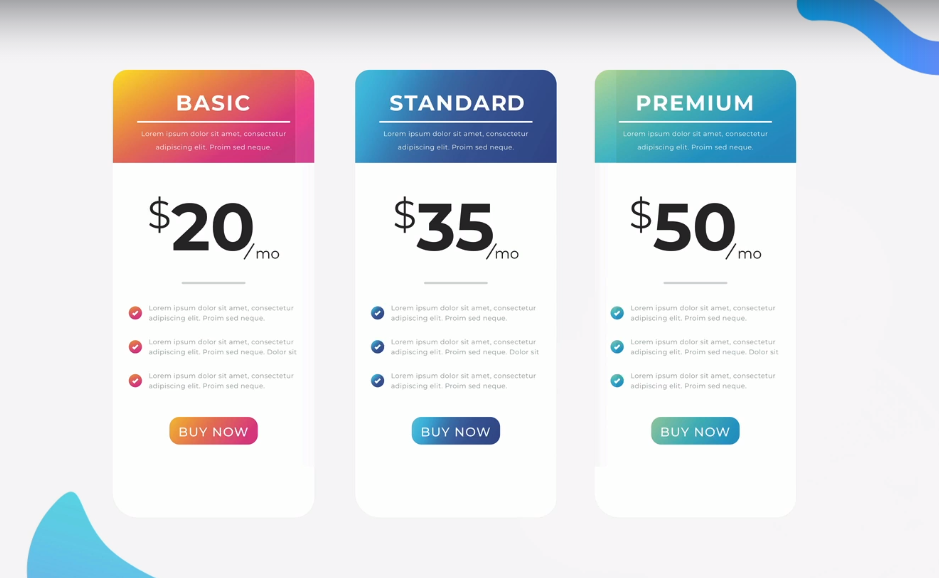 BASIC
Lorem ipsum dolor sit amet, consectetur
adipiscing elit. Proim sed neque.
$20/mo
Lorem ipsum dolor sit amet, consectetur
adipiscing elit. Proim sed neque.
Lorem ipsum dolor sit amet, consectetur
adipiscing elit. Proim sed neque. Dolor sit
Lorem ipsum dolor sit amet, consectetur
adipiscing elit. Proim sed neque.
BUY NOW
STANDARD
Lorem ipsum dolor sit amet, consectetur
adipiscing elit. Proim sed neque.
$35/mo
Lorem ipsum dolor sit amet, consectetur
adipiscing elit. Proim sed neque.
Lorem ipsum dolor sit amet, consectetur
adipiscing elit. Proim sed neque. Dolor sit
Lorem ipsum dolor sit amet, consectetur
adipiscing elit. Proim sed neque.
BUY NOW
PREMIUM
Lorem ipsum dolor sit amet, consectetur
adipiscing elit. Proim sed neque.
$50/mo
Lorem ipsum dolor sit amet, consectetur
adipiscing elit. Proim sed neque.
Lorem ipsum dolor sit amet, consectetur
adipiscing elit. Proim sed neque. Dolor sit
Lorem ipsum dolor sit amet, consectetur
adipiscing elit. Proim sed neque.
BUY NOW